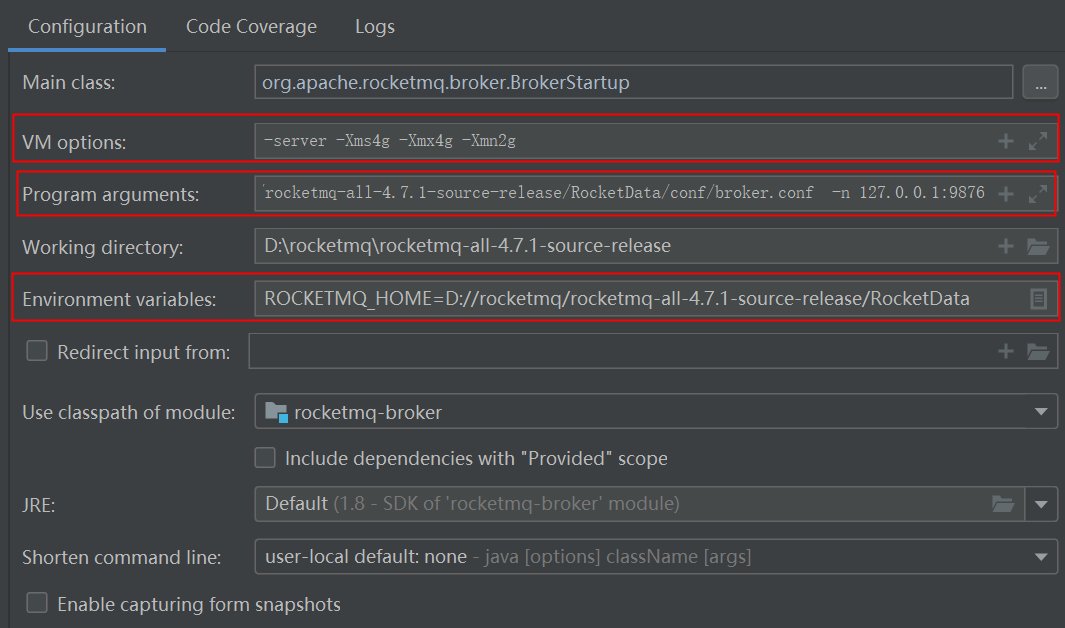 Configuration Code Coverage Logs
Main class: org.apache.rocketmq.broker.BrokerStartup ...
VM options: -server -Xms4g -Xmx4g -Xmn2g
Program arguments: rocketmq-all-4.7.1-source-release/RocketData/conf/broker.conf -n 127.0.0.1:9876
Working directory: D:\rocketmq\rocketmq-all-4.7.1-source-release
Environment variables: ROCKETMQ_HOME=D://rocketmq/rocketmq-all-4.7.1-source-release/RocketData
Redirect input from:
Use classpath of module: rocketmq-broker
Include dependencies with "Provided" scope
JRE: Default (1.8 - SDK of 'rocketmq-broker' module)
Shorten command line: user-local default: none - java [options] className [args]
Enable capturing form snapshots